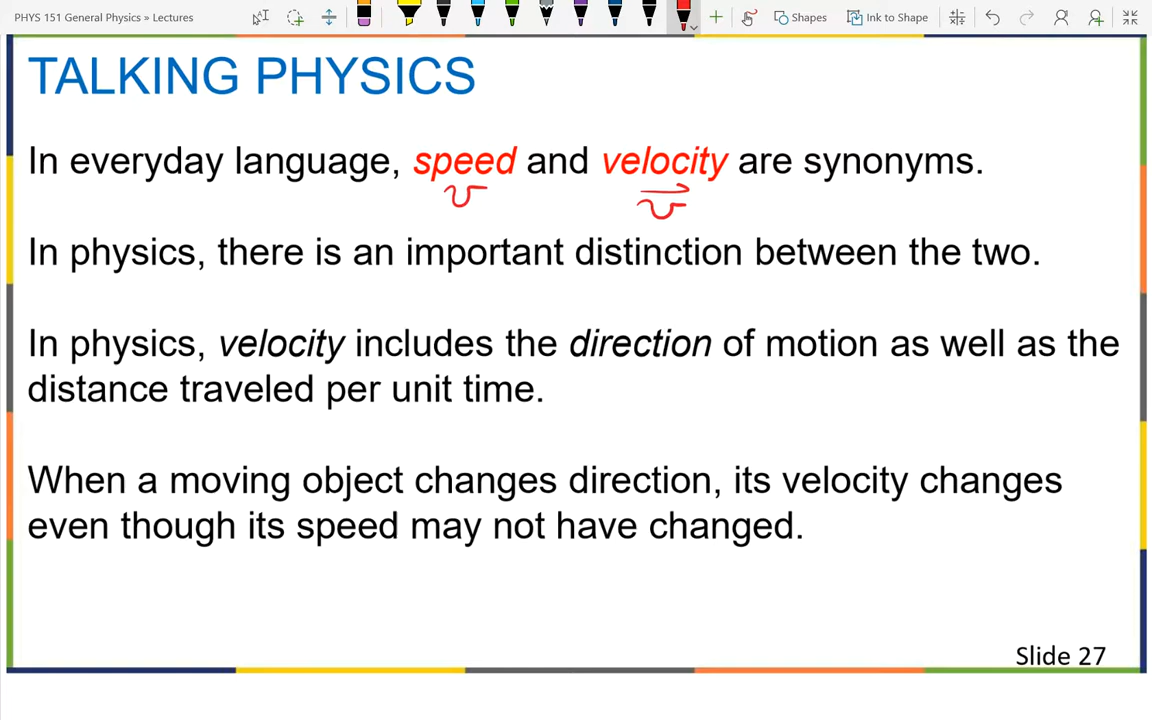 PHYS 151 General Physics » Lectures
Shapes
Ink to Shape
TALKING PHYSICS
In everyday language, speed and velocity are synonyms.
v v⃗
In physics, there is an important distinction between the two.
In physics, velocity includes the direction of motion as well as the
distance traveled per unit time.
When a moving object changes direction, its velocity changes
even though its speed may not have changed.
Slide 27